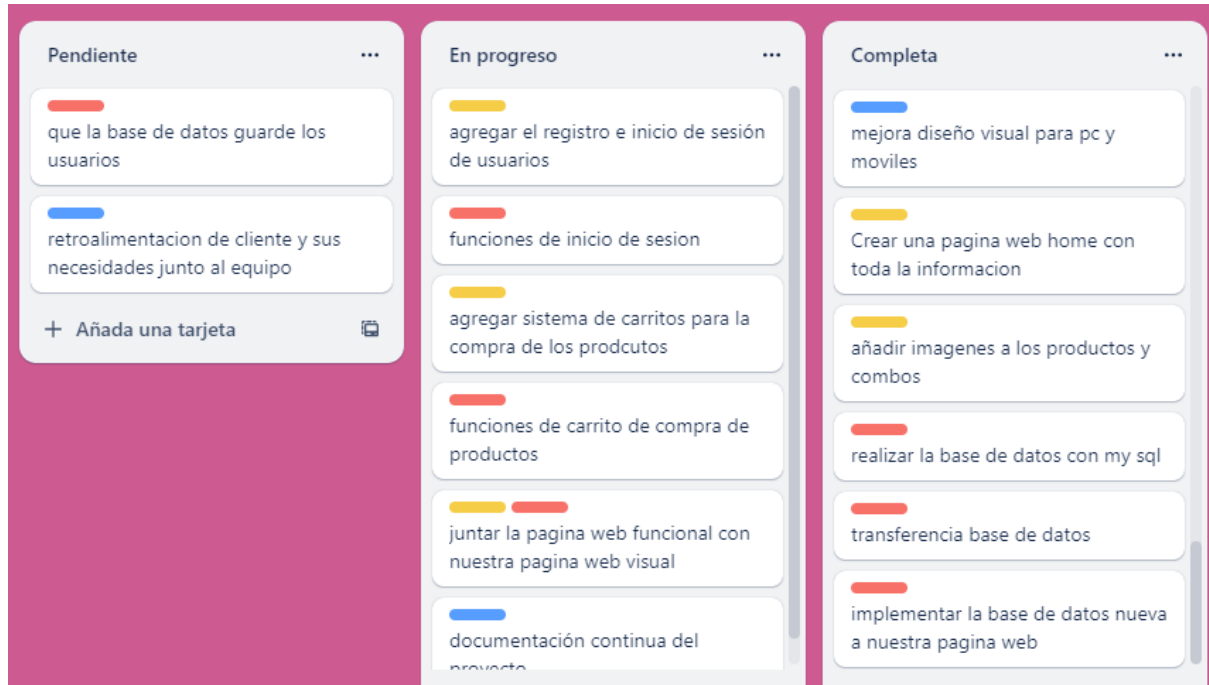 Pendiente
que la base de datos guarde los
usuarios
retroalimentacion de cliente y sus
necesidades junto al equipo
Añada una tarjeta
En progreso
agregar el registro e inicio de sesión
de usuarios
funciones de inicio de sesion
agregar sistema de carritos para la
compra de los prodcutos
funciones de carrito de compra de
productos
juntar la pagina web funcional con
nuestra pagina web visual
documentación continua del
proyecto
Completa
mejora diseño visual para pc y
moviles
Crear una pagina web home con
toda la informacion
añadir imagenes a los productos y
combos
realizar la base de datos con my sql
transferencia base de datos
implementar la base de datos nueva
a nuestra pagina web